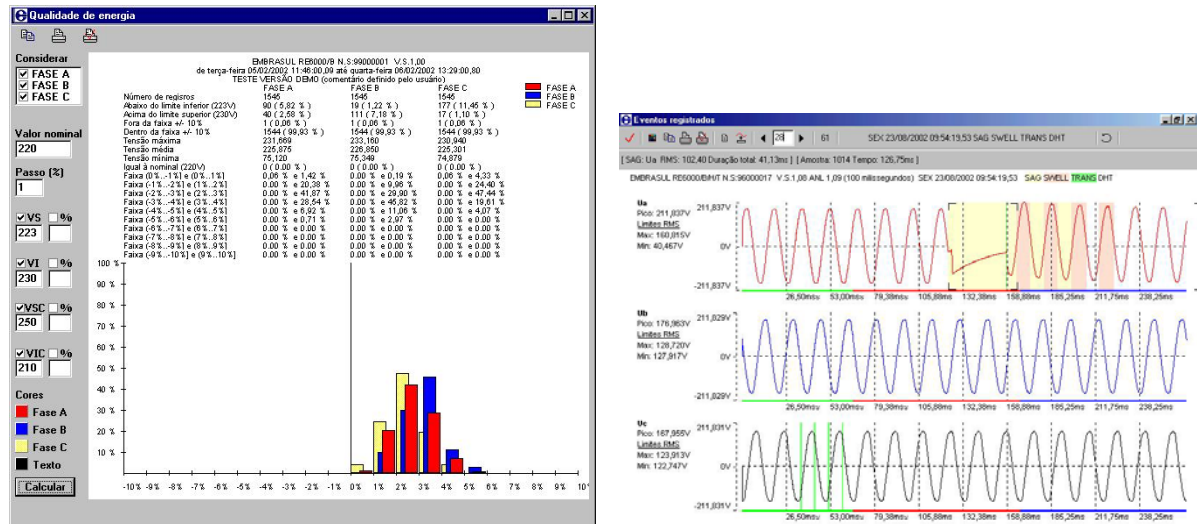 Qualidade de energia
Considerar
FASE A
FASE B
FASE C
Valor nominal
220
Passo (%)
1
VS %
223
VI %
230
VSC %
250
VIC %
210
Cores
Fase A
Fase B
Fase C
Texto
Calcular
EMBRASUL RE6000/B N.S:99000001 V.S.1,00
de terça-feira 05/02/2002 11:46:00,09 até quarta-feira 06/02/2002 13:29:00,80
TESTE VERSÃO DEMO (comentário definido pelo usuário)
FASE A FASE B FASE C
FASE A
FASE B
FASE C
Número de registros 1545 1545 1545
Abaixo do limite inferior (223V) 90 ( 5,82 % ) 19 ( 1,22 % ) 177 ( 11,45 % )
Acima do limite superior (230V) 40 ( 2,58 % ) 111 ( 7,18 % ) 17 ( 1,10 % )
Fora da faixa +/- 10% 1 ( 0,06 % ) 1 ( 0,06 % ) 1 ( 0,06 % )
Dentro da faixa +/- 10% 1544 ( 99,93 % ) 1544 ( 99,93 % ) 1544 ( 99,93 % )
Tensão máxima 231,669 233,160 230,940
Tensão média 225,875 226,850 225,301
Tensão mínima 75,120 75,349 74,879
Igual à nominal (220V) 0 ( 0,00 % ) 0 ( 0,00 % ) 0 ( 0,00 % )
Faixa (0%..-1%] e (0%..1%] 0,06 % e 1,42 % 0,00 % e 0,19 % 0,06 % e 4,33 %
Faixa (-1%..-2%] e (1%..2%] 0,00 % e 20,38 % 0,00 % e 9,96 % 0,00 % e 24,40 %
Faixa (-2%..-3%] e (2%..3%] 0,00 % e 41,87 % 0,00 % e 29,90 % 0,00 % e 47,44 %
Faixa (-3%..-4%] e (3%..4%] 0,00 % e 28,54 % 0,00 % e 45,82 % 0,00 % e 19,61 %
Faixa (-4%..-5%] e (4%..5%] 0,00 % e 6,92 % 0,00 % e 11,06 % 0,00 % e 4,07 %
Faixa (-5%..-6%] e (5%..6%] 0,00 % e 0,71 % 0,00 % e 2,97 % 0,00 % e 0,00 %
Faixa (-6%..-7%] e (6%..7%] 0,00 % e 0,00 % 0,00 % e 0,00 % 0,00 % e 0,00 %
Faixa (-7%..-8%] e (7%..8%] 0,00 % e 0,00 % 0,00 % e 0,00 % 0,00 % e 0,00 %
Faixa (-8%..-9%] e (8%..9%] 0,00 % e 0,00 % 0,00 % e 0,00 % 0,00 % e 0,00 %
Faixa (-9%..-10%] e (9%..10%] 0,00 % e 0,00 % 0,00 % e 0,00 % 0,00 % e 0,00 %
100 %
90 %
80 %
70 %
60 %
50 %
40 %
30 %
20 %
10 %
-10% -9% -8% -7% -6% -5% -4% -3% -2% -1% 0% 1% 2% 3% 4% 5% 6% 7% 8% 9% 10%
Eventos registrados
28 61 SEX 23/08/2002 09:54:19,53 SAG SWELL TRANS DHT
[ SAG: Ua RMS: 102,40 Duração total: 41,13ms ] [ Amostra: 1014 Tempo: 126,75ms ]
EMBRASUL RE6000/B/H/T N.S:96000017 V.S.1,08 ANL 1,09 (100 milissegundos) SEX 23/08/2002 09:54:19,53 SAG SWELL TRANS DHT
Ua
Pico: 211,837V
Limites RMS
Max: 160,815V
Min: 40,467V
211,837V
0V
-211,837V
26,50ms 53,00ms 79,38ms 105,88ms 132,38ms 158,88ms 185,25ms 211,75ms 238,25ms
Ub
Pico: 176,963V
Limites RMS
Max: 128,720V
Min: 127,917V
211,829V
0V
-211,829V
26,50ms 53,00ms 79,38ms 105,88ms 132,38ms 158,88ms 185,25ms 211,75ms 238,25ms
Uc
Pico: 167,955V
Limites RMS
Max: 123,913V
Min: 122,747V
211,831V
0V
-211,831V
26,50ms 53,00ms 79,38ms 105,88ms 132,38ms 158,88ms 185,25ms 211,75ms 238,25ms